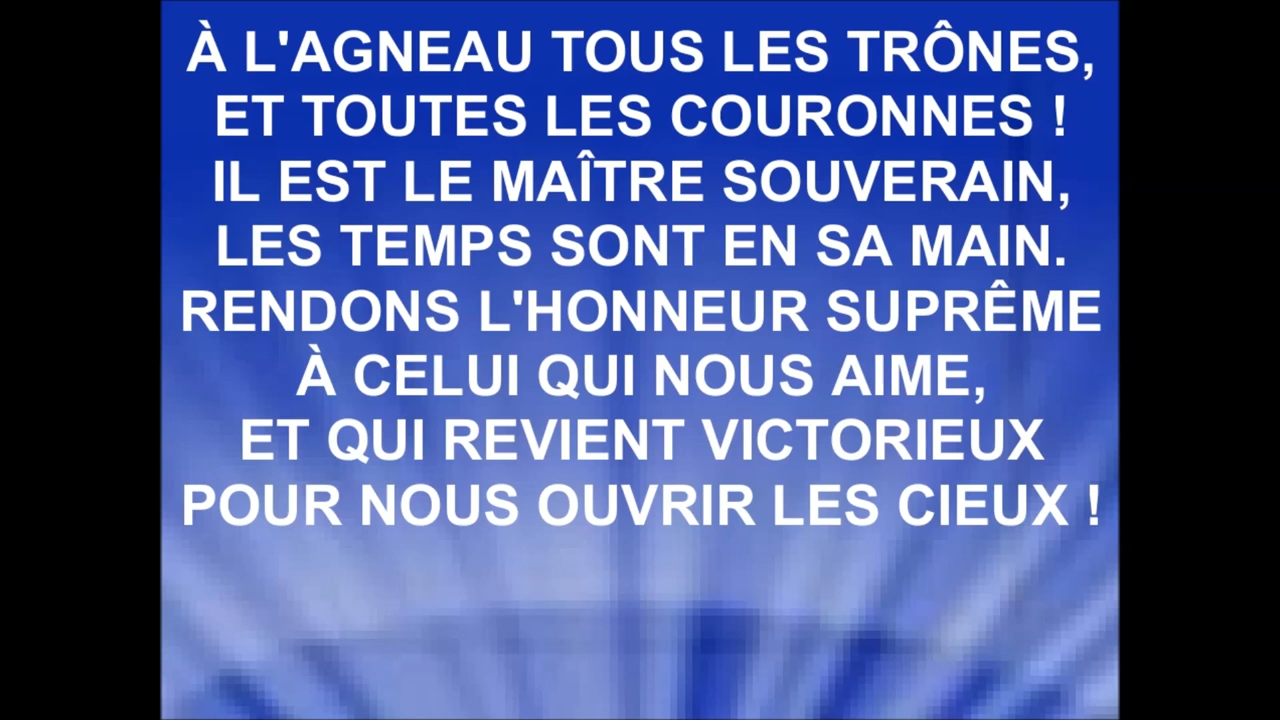 À L'AGNEAU TOUS LES TRÔNES,
ET TOUTES LES COURONNES !
IL EST LE MAÎTRE SOUVERAIN,
LES TEMPS SONT EN SA MAIN.
RENDONS L'HONNEUR SUPRÊME
À CELUI QUI NOUS AIME,
ET QUI REVIENT VICTORIEUX
POUR NOUS OUVRIR LES CIEUX !